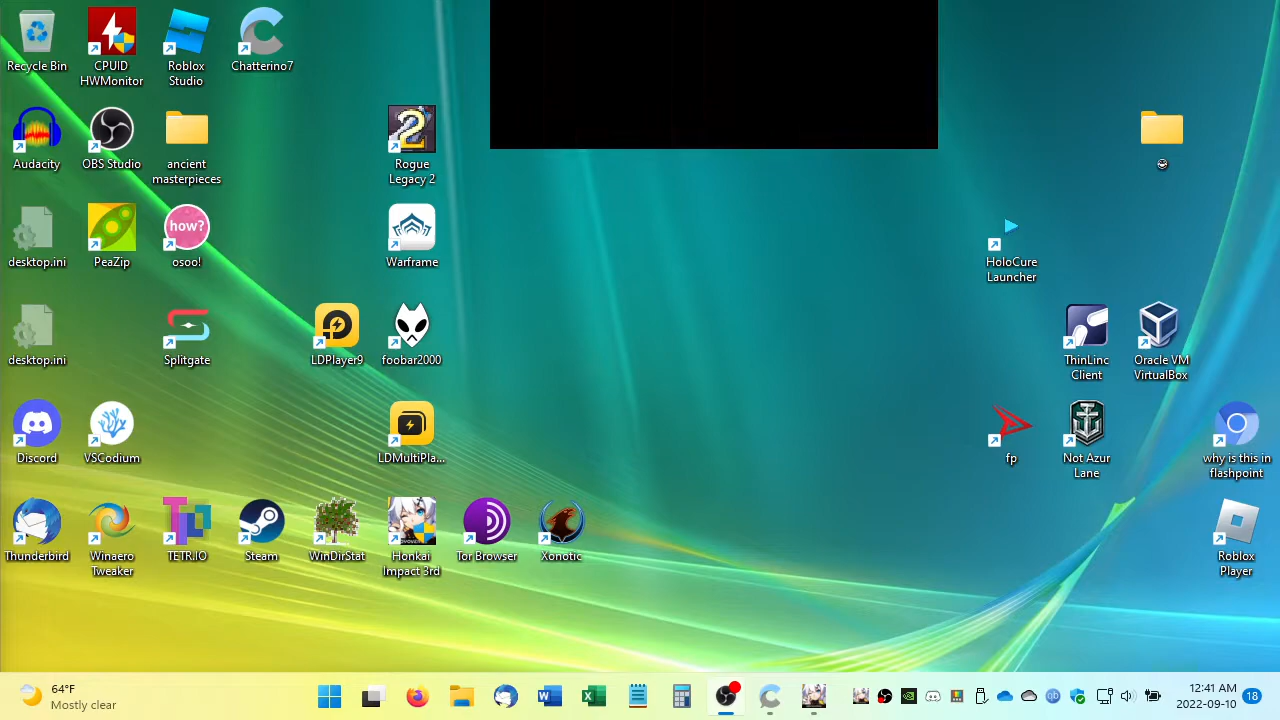 Recycle Bin
CPUID
HWMonitor
Roblox
Studio
Chatterino7
Audacity
OBS Studio
ancient
masterpieces
2
Rogue
Legacy 2
desktop.ini
PeaZip
how?
osoo!
Warframe
HoloCure
Launcher
desktop.ini
Splitgate
LDPlayer9
foobar2000
ThinLinc
Client
Oracle VM
VirtualBox
Discord
VSCodium
LDMultiPla...
fp
Not Azur
Lane
why is this in
flashpoint
Thunderbird
Winaero
Tweaker
TETR.IO
Steam
WinDirStat
Honkai
Impact 3rd
Tor Browser
Xonotic
Roblox
Player
64°F
Mostly clear
W
X
qb
12:41 AM
2022-09-10
18